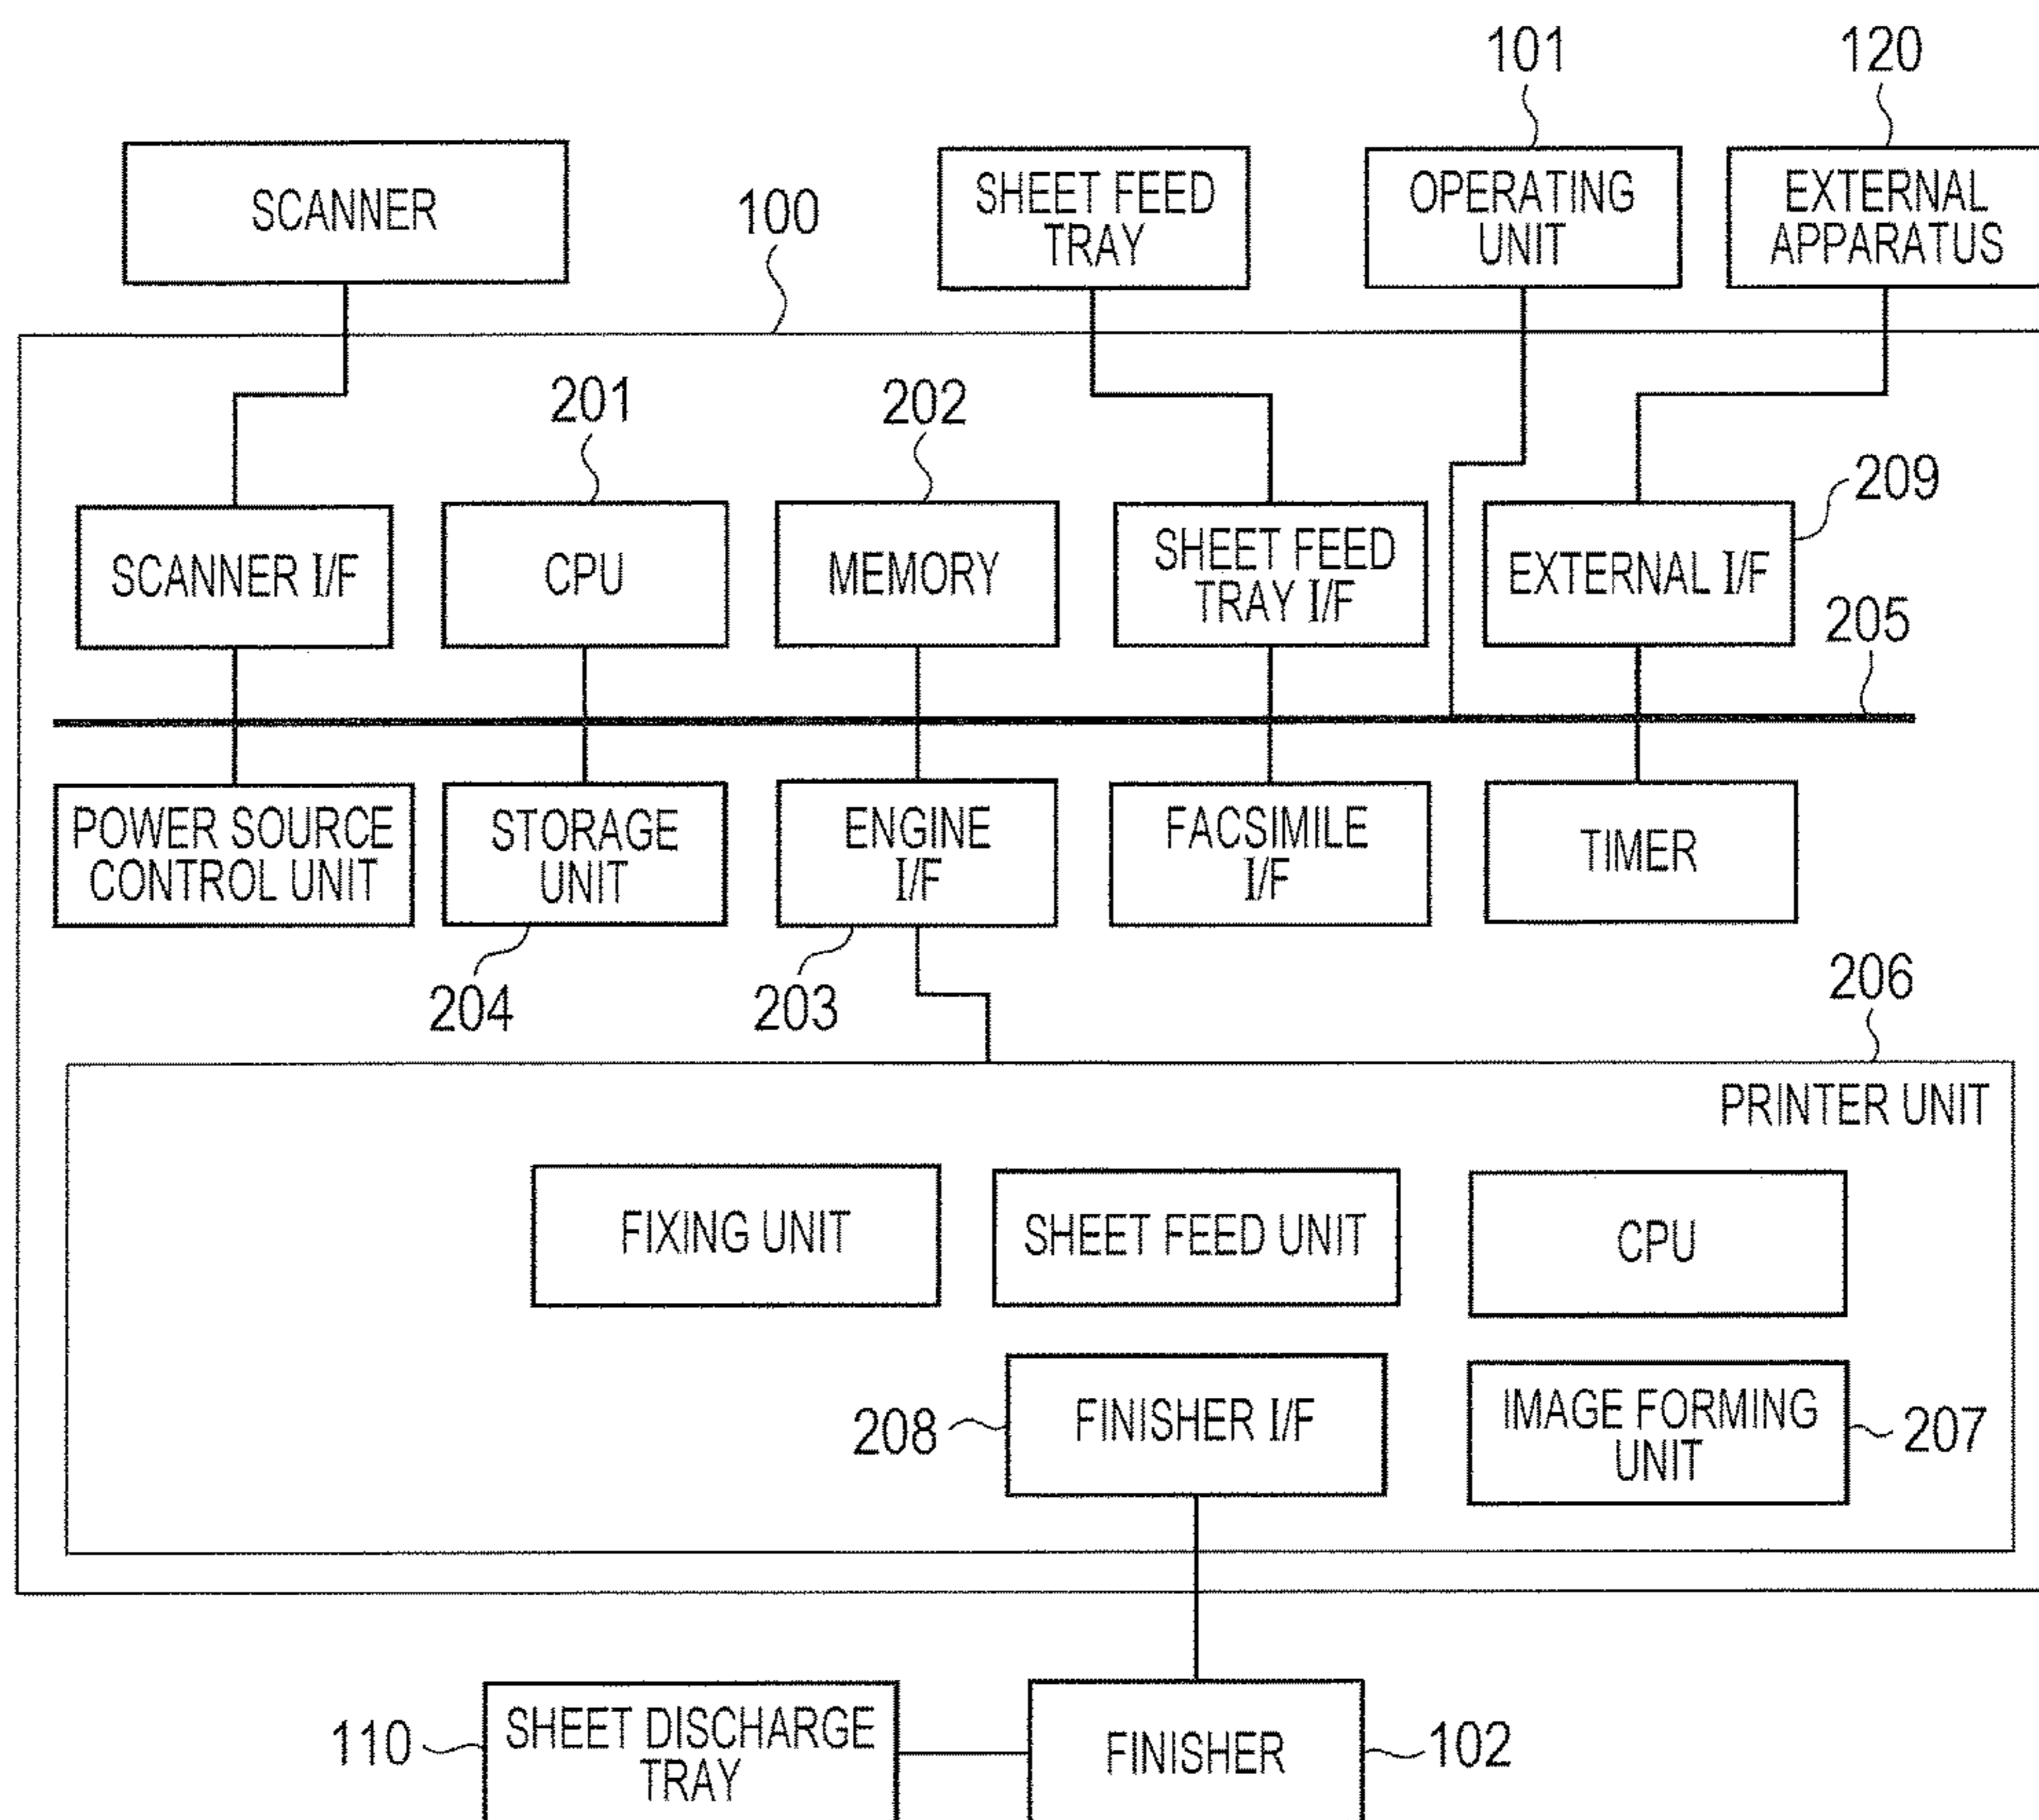 101
120
SCANNER
100
SHEET FEED
TRAY
OPERATING
UNIT
EXTERNAL
APPARATUS
201
202
209
SCANNER I/F
CPU
MEMORY
SHEET FEED
TRAY I/F
EXTERNAL I/F
205
POWER SOURCE
CONTROL UNIT
STORAGE
UNIT
ENGINE
I/F
FACSIMILE
I/F
TIMER
204
203
206
PRINTER UNIT
FIXING UNIT
SHEET FEED UNIT
CPU
208
FINISHER I/F
IMAGE FORMING
UNIT
207
110
SHEET DISCHARGE
TRAY
FINISHER
102